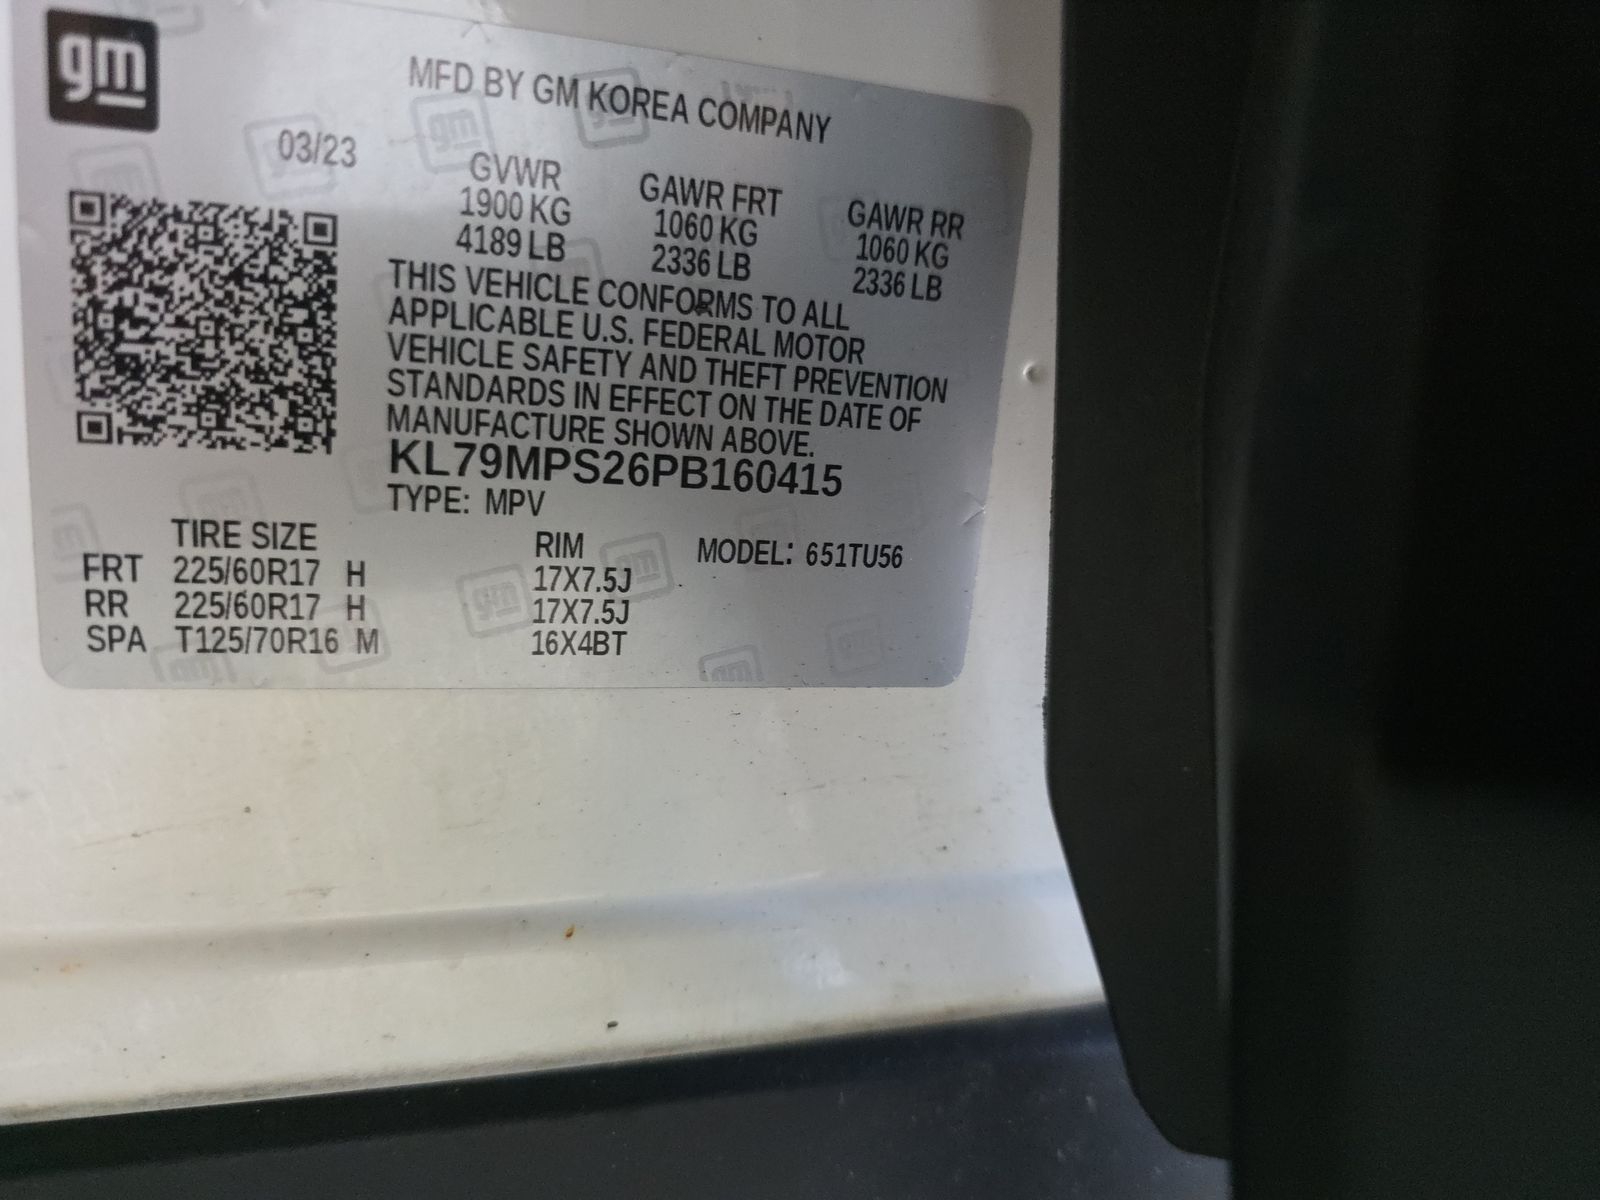 gm
MFD BY GM KOREA COMPANY
03/23
GVWR GAWR FRT GAWR RR
1900 KG 1060 KG 1060 KG
4189 LB 2336 LB 2336 LB
THIS VEHICLE CONFORMS TO ALL
APPLICABLE U.S. FEDERAL MOTOR
VEHICLE SAFETY AND THEFT PREVENTION
STANDARDS IN EFFECT ON THE DATE OF
MANUFACTURE SHOWN ABOVE.
KL79MPS26PB160415
TYPE: MPV
TIRE SIZE RIM MODEL: 651TU56
FRT 225/60R17 H 17X7.5J
RR 225/60R17 H 17X7.5J
SPA T125/70R16 M 16X4BT